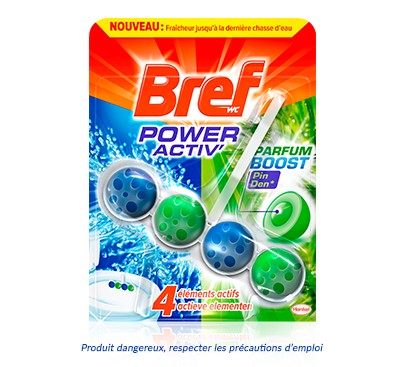 NOUVEAU: Fraîcheur jusqu'à la dernière chasse d'eau
Bref
WC
POWER
ACTIV'
PARFUM
BOOST
Pin
Den*
4 éléments actifs
actieve elementen
Henkel
Produit dangereux, respecter les précautions d'emploi